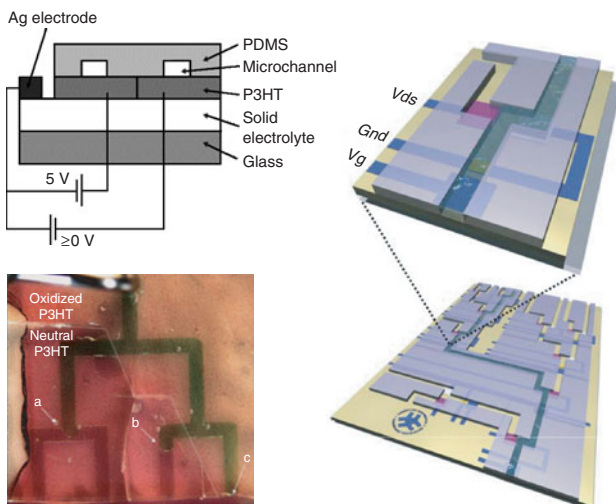 Ag electrode
PDMS
Microchannel
P3HT
Solid
electrolyte
Glass
5 V
≥0 V
Vds
Gnd
Vg
Oxidized
P3HT
Neutral
P3HT
a
b
c